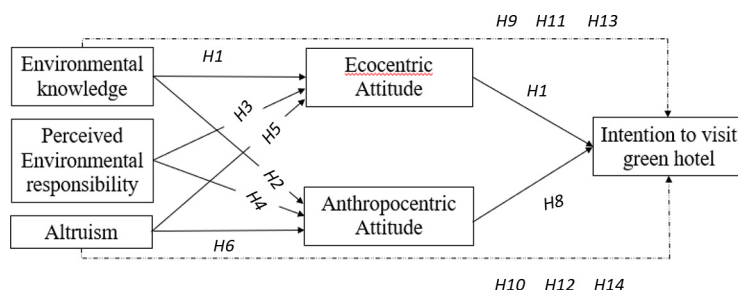 H9 H11 H13
Environmental
knowledge
H1
Ecocentric
Attitude
H3
H5
H1
Perceived
Environmental
responsibility
Intention to visit
green hotel
H2
H4
Anthropocentric
Attitude
H8
Altruism
H6
H10 H12 H14